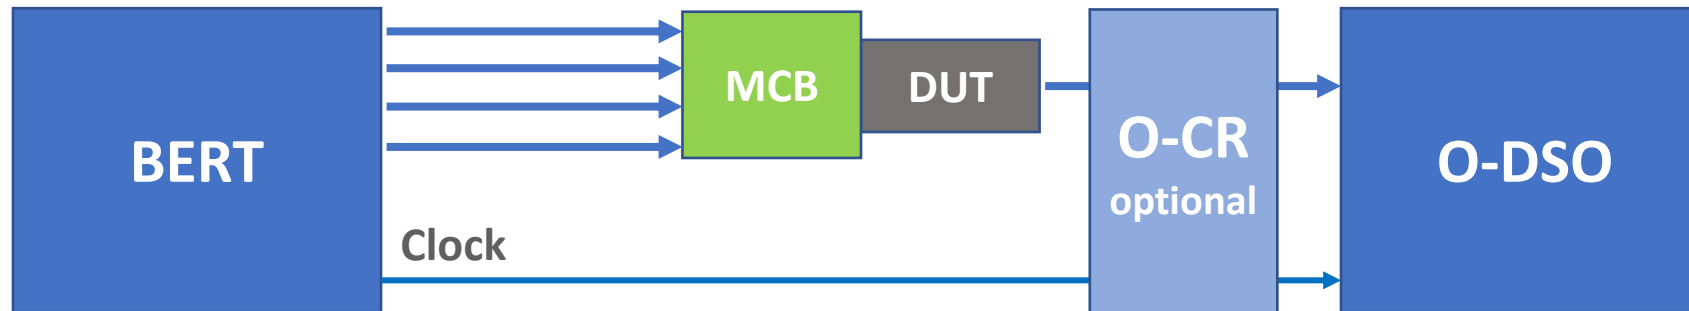 BERT
Clock
MCB
DUT
O-CR
optional
O-DSO